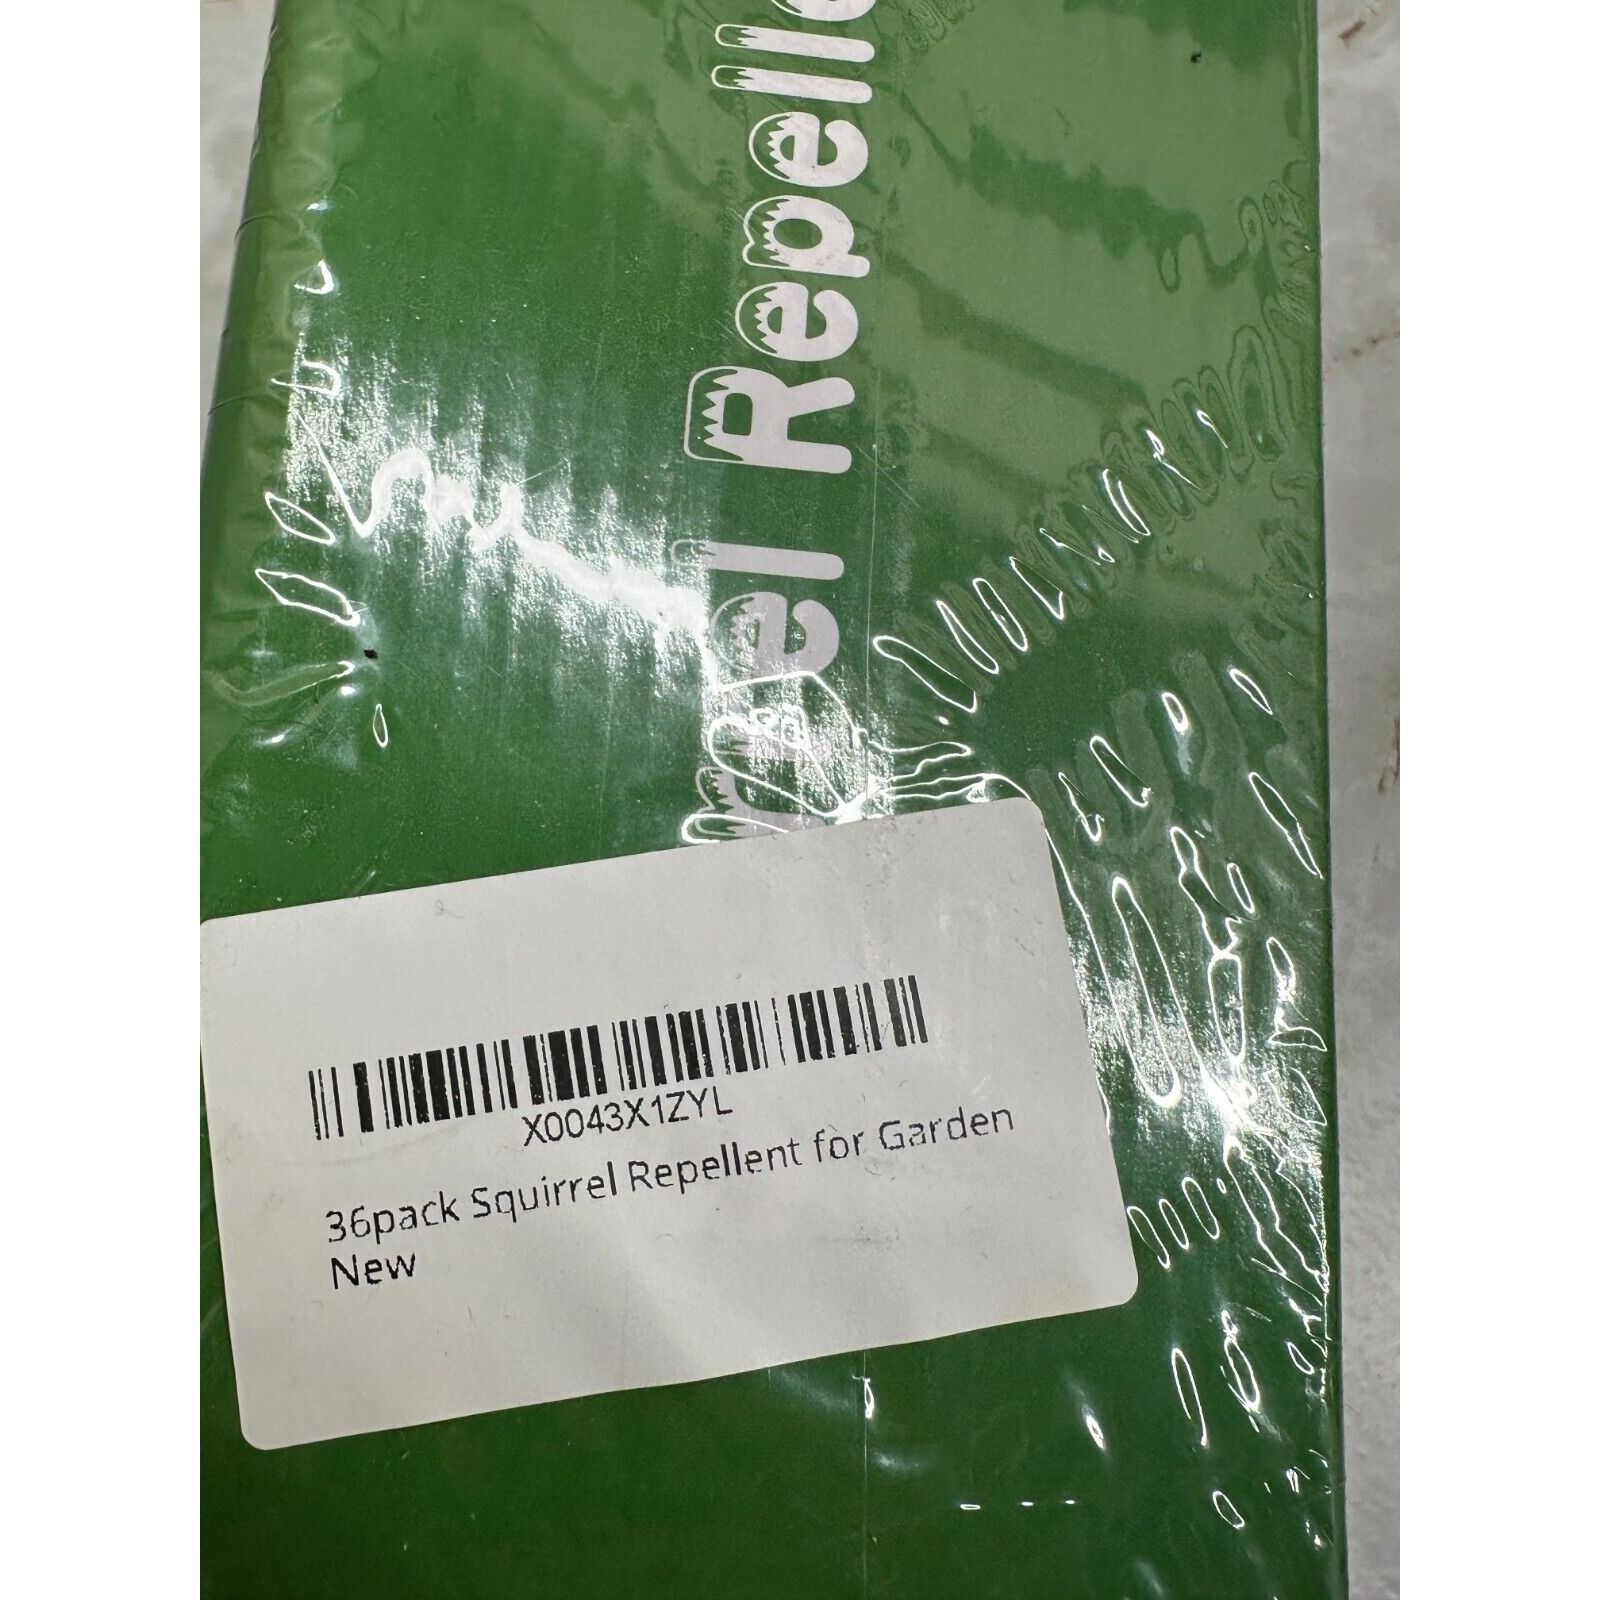 Repelle
X0043X1ZYL
36pack Squirrel Repellent for Garden
New